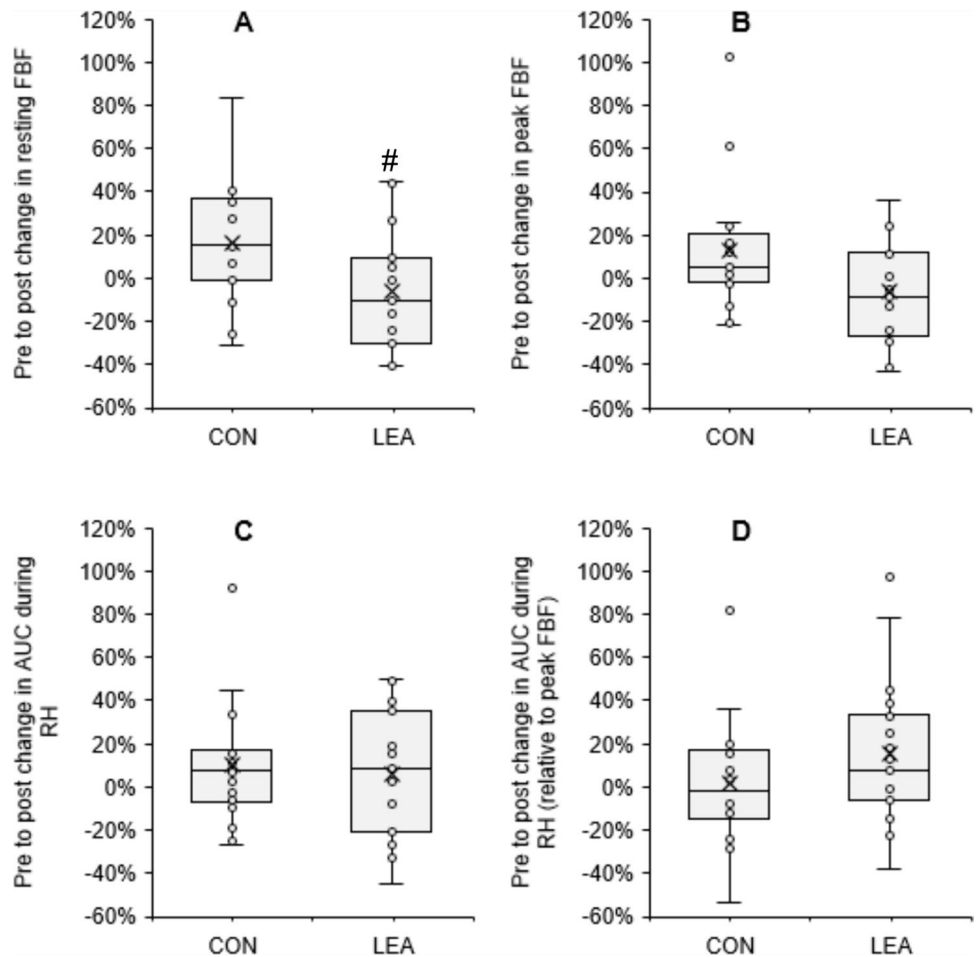 A
Pre to post change in resting FBF
120%
100%
80%
60%
40%
20%
0%
-20%
-40%
-60%
#
CON
LEA
B
Pre to post change in peak FBF
120%
100%
80%
60%
40%
20%
0%
-20%
-40%
-60%
CON
LEA
C
Pre to post change in AUC during
RH
120%
100%
80%
60%
40%
20%
0%
-20%
-40%
-60%
CON
LEA
D
Pre to post change in AUC during
RH (relative to peak FBF)
120%
100%
80%
60%
40%
20%
0%
-20%
-40%
-60%
CON
LEA